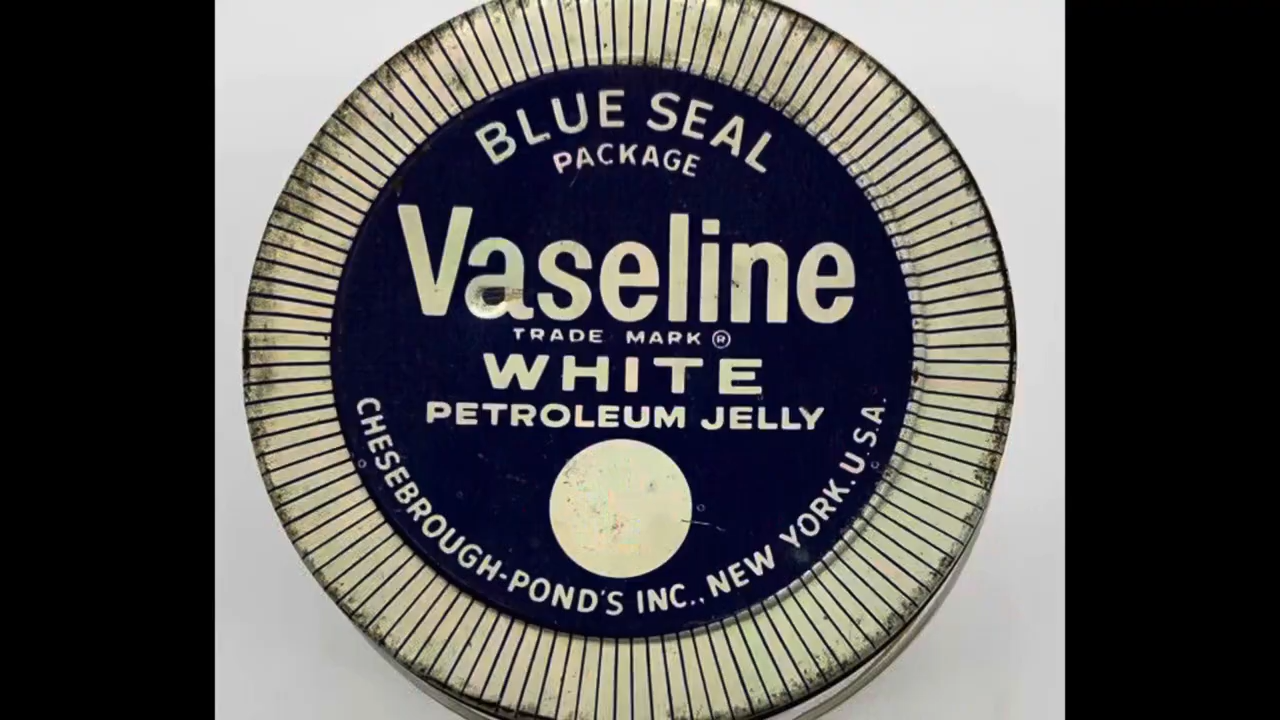 BLUE SEAL
PACKAGE
Vaseline
TRADE MARK ®
WHITE
PETROLEUM JELLY
CHESEBROUGH-POND'S INC., NEW YORK. U.S.A.